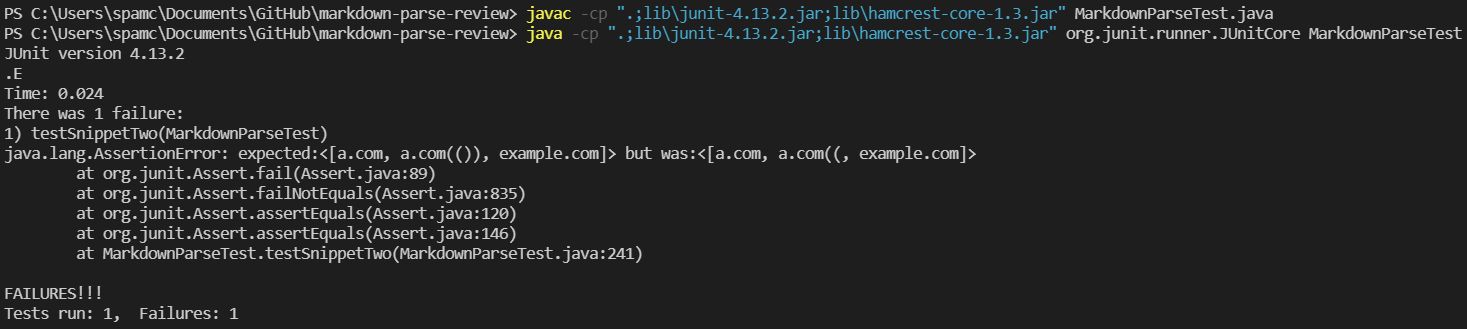 PS C:\Users\spamc\Documents\GitHub\markdown-parse-review> javac -cp ".;lib\junit-4.13.2.jar;lib\hamcrest-core-1.3.jar" MarkdownParseTest.java
PS C:\Users\spamc\Documents\GitHub\markdown-parse-review> java -cp ".;lib\junit-4.13.2.jar;lib\hamcrest-core-1.3.jar" org.junit.runner.JUnitCore MarkdownParseTest
JUnit version 4.13.2
.E
Time: 0.024
There was 1 failure:
1) testSnippetTwo(MarkdownParseTest)
java.lang.AssertionError: expected:<[a.com, a.com(()), example.com]> but was:<[a.com, a.com((, example.com]>
        at org.junit.Assert.fail(Assert.java:89)
        at org.junit.Assert.failNotEquals(Assert.java:835)
        at org.junit.Assert.assertEquals(Assert.java:120)
        at org.junit.Assert.assertEquals(Assert.java:146)
        at MarkdownParseTest.testSnippetTwo(MarkdownParseTest.java:241)
FAILURES!!!
Tests run: 1,  Failures: 1